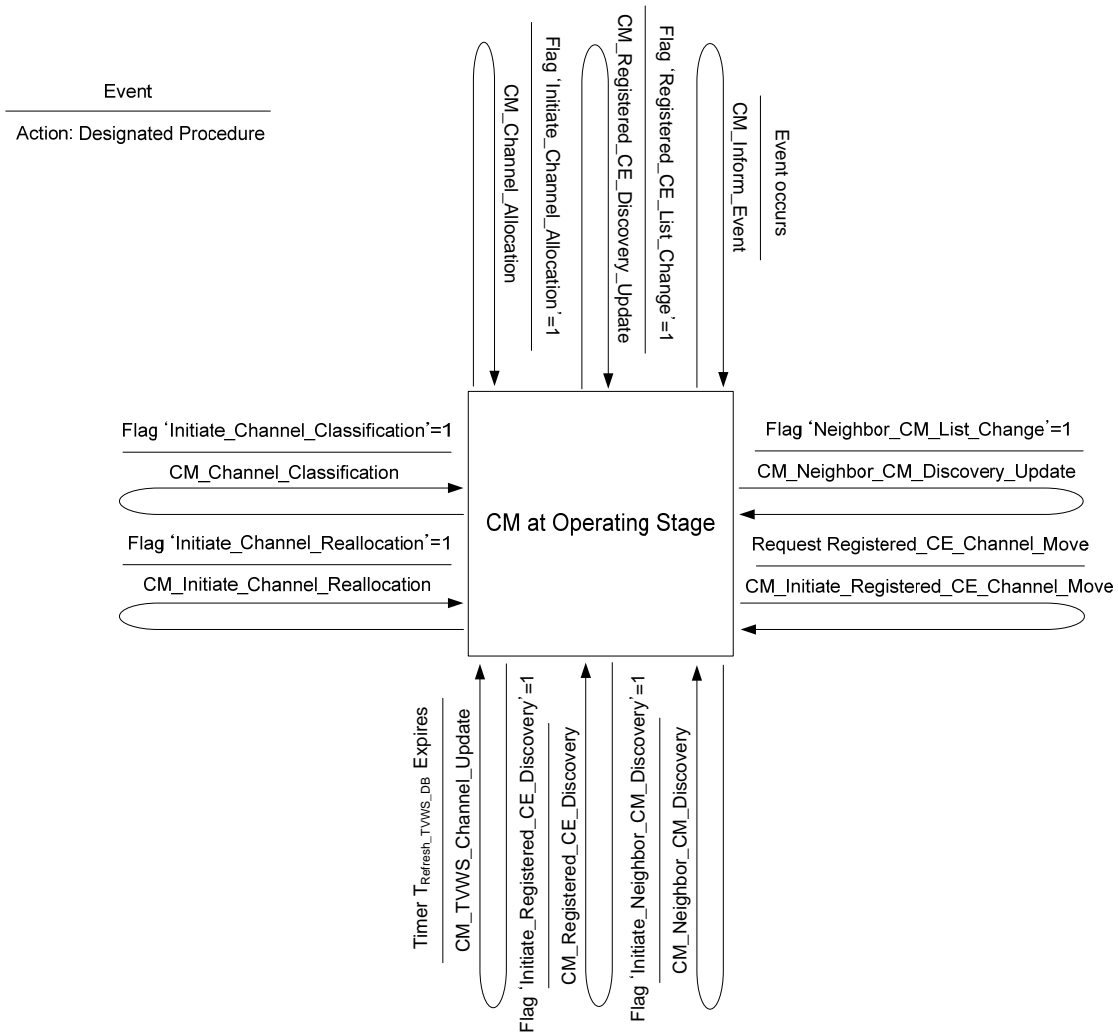 Event
Action: Designated Procedure
CM_Channel_Allocation
Flag ‘Initiate_Channel_Allocation’=1
CM_Registered_CE_Discovery_Update
Flag ‘Registered_CE_List_Change’=1
CM_Inform_Event
Event occurs
Flag ‘Initiate_Channel_Classification’=1
CM_Channel_Classification
Flag ‘Initiate_Channel_Reallocation’=1
CM_Initiate_Channel_Reallocation
CM at Operating Stage
Flag ‘Neighbor_CM_List_Change’=1
CM_Neighbor_CM_Discovery_Update
Request Registered_CE_Channel_Move
CM_Initiate_Registered_CE_Channel_Move
Timer TRefresh_TVWS_DB Expires
CM_TVWS_Channel_Update
Flag ‘Initiate_Registered_CE_Discovery’=1
CM_Registered_CE_Discovery
Flag ‘Initiate_Neighbor_CM_Discovery’=1
CM_Neighbor_CM_Discovery